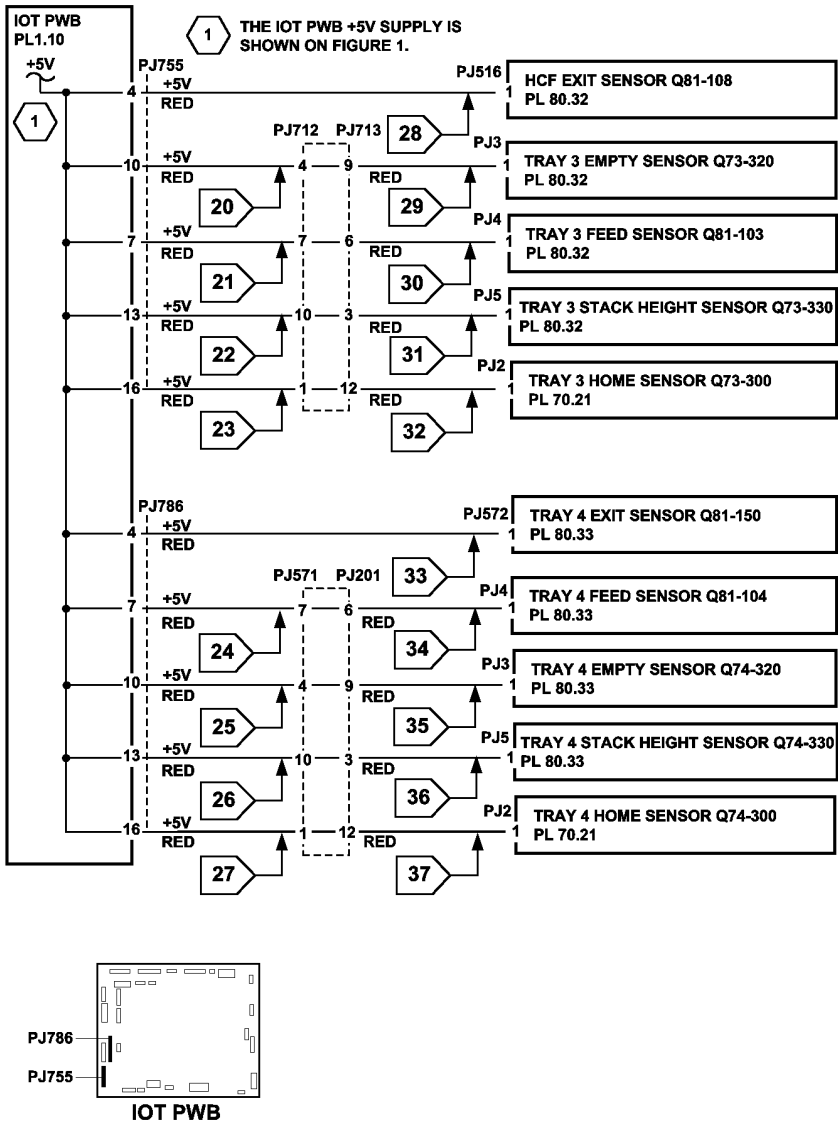 IOT PWB
PL1.10
+5V
1
1
THE IOT PWB +5V SUPPLY IS
SHOWN ON FIGURE 1.
PJ755
4
+5V
RED
28
PJ516
1
HCF EXIT SENSOR Q81-108
PL 80.32
PJ712
PJ713
10
+5V
RED
20
4
9
RED
29
PJ3
1
TRAY 3 EMPTY SENSOR Q73-320
PL 80.32
7
+5V
RED
21
7
6
RED
30
PJ4
1
TRAY 3 FEED SENSOR Q81-103
PL 80.32
13
+5V
RED
22
10
3
RED
31
PJ5
1
TRAY 3 STACK HEIGHT SENSOR Q73-330
PL 80.32
16
+5V
RED
23
1
12
RED
32
PJ2
1
TRAY 3 HOME SENSOR Q73-300
PL 70.21
PJ786
4
+5V
RED
33
PJ572
1
TRAY 4 EXIT SENSOR Q81-150
PL 80.33
PJ571
PJ201
7
+5V
RED
24
7
6
RED
34
PJ4
1
TRAY 4 FEED SENSOR Q81-104
PL 80.33
10
+5V
RED
25
4
9
RED
35
PJ3
1
TRAY 4 EMPTY SENSOR Q74-320
PL 80.33
13
+5V
RED
26
10
3
RED
36
PJ5
1
TRAY 4 STACK HEIGHT SENSOR Q74-330
PL 80.33
16
+5V
RED
27
1
12
RED
37
PJ2
1
TRAY 4 HOME SENSOR Q74-300
PL 70.21
PJ786
PJ755
IOT PWB